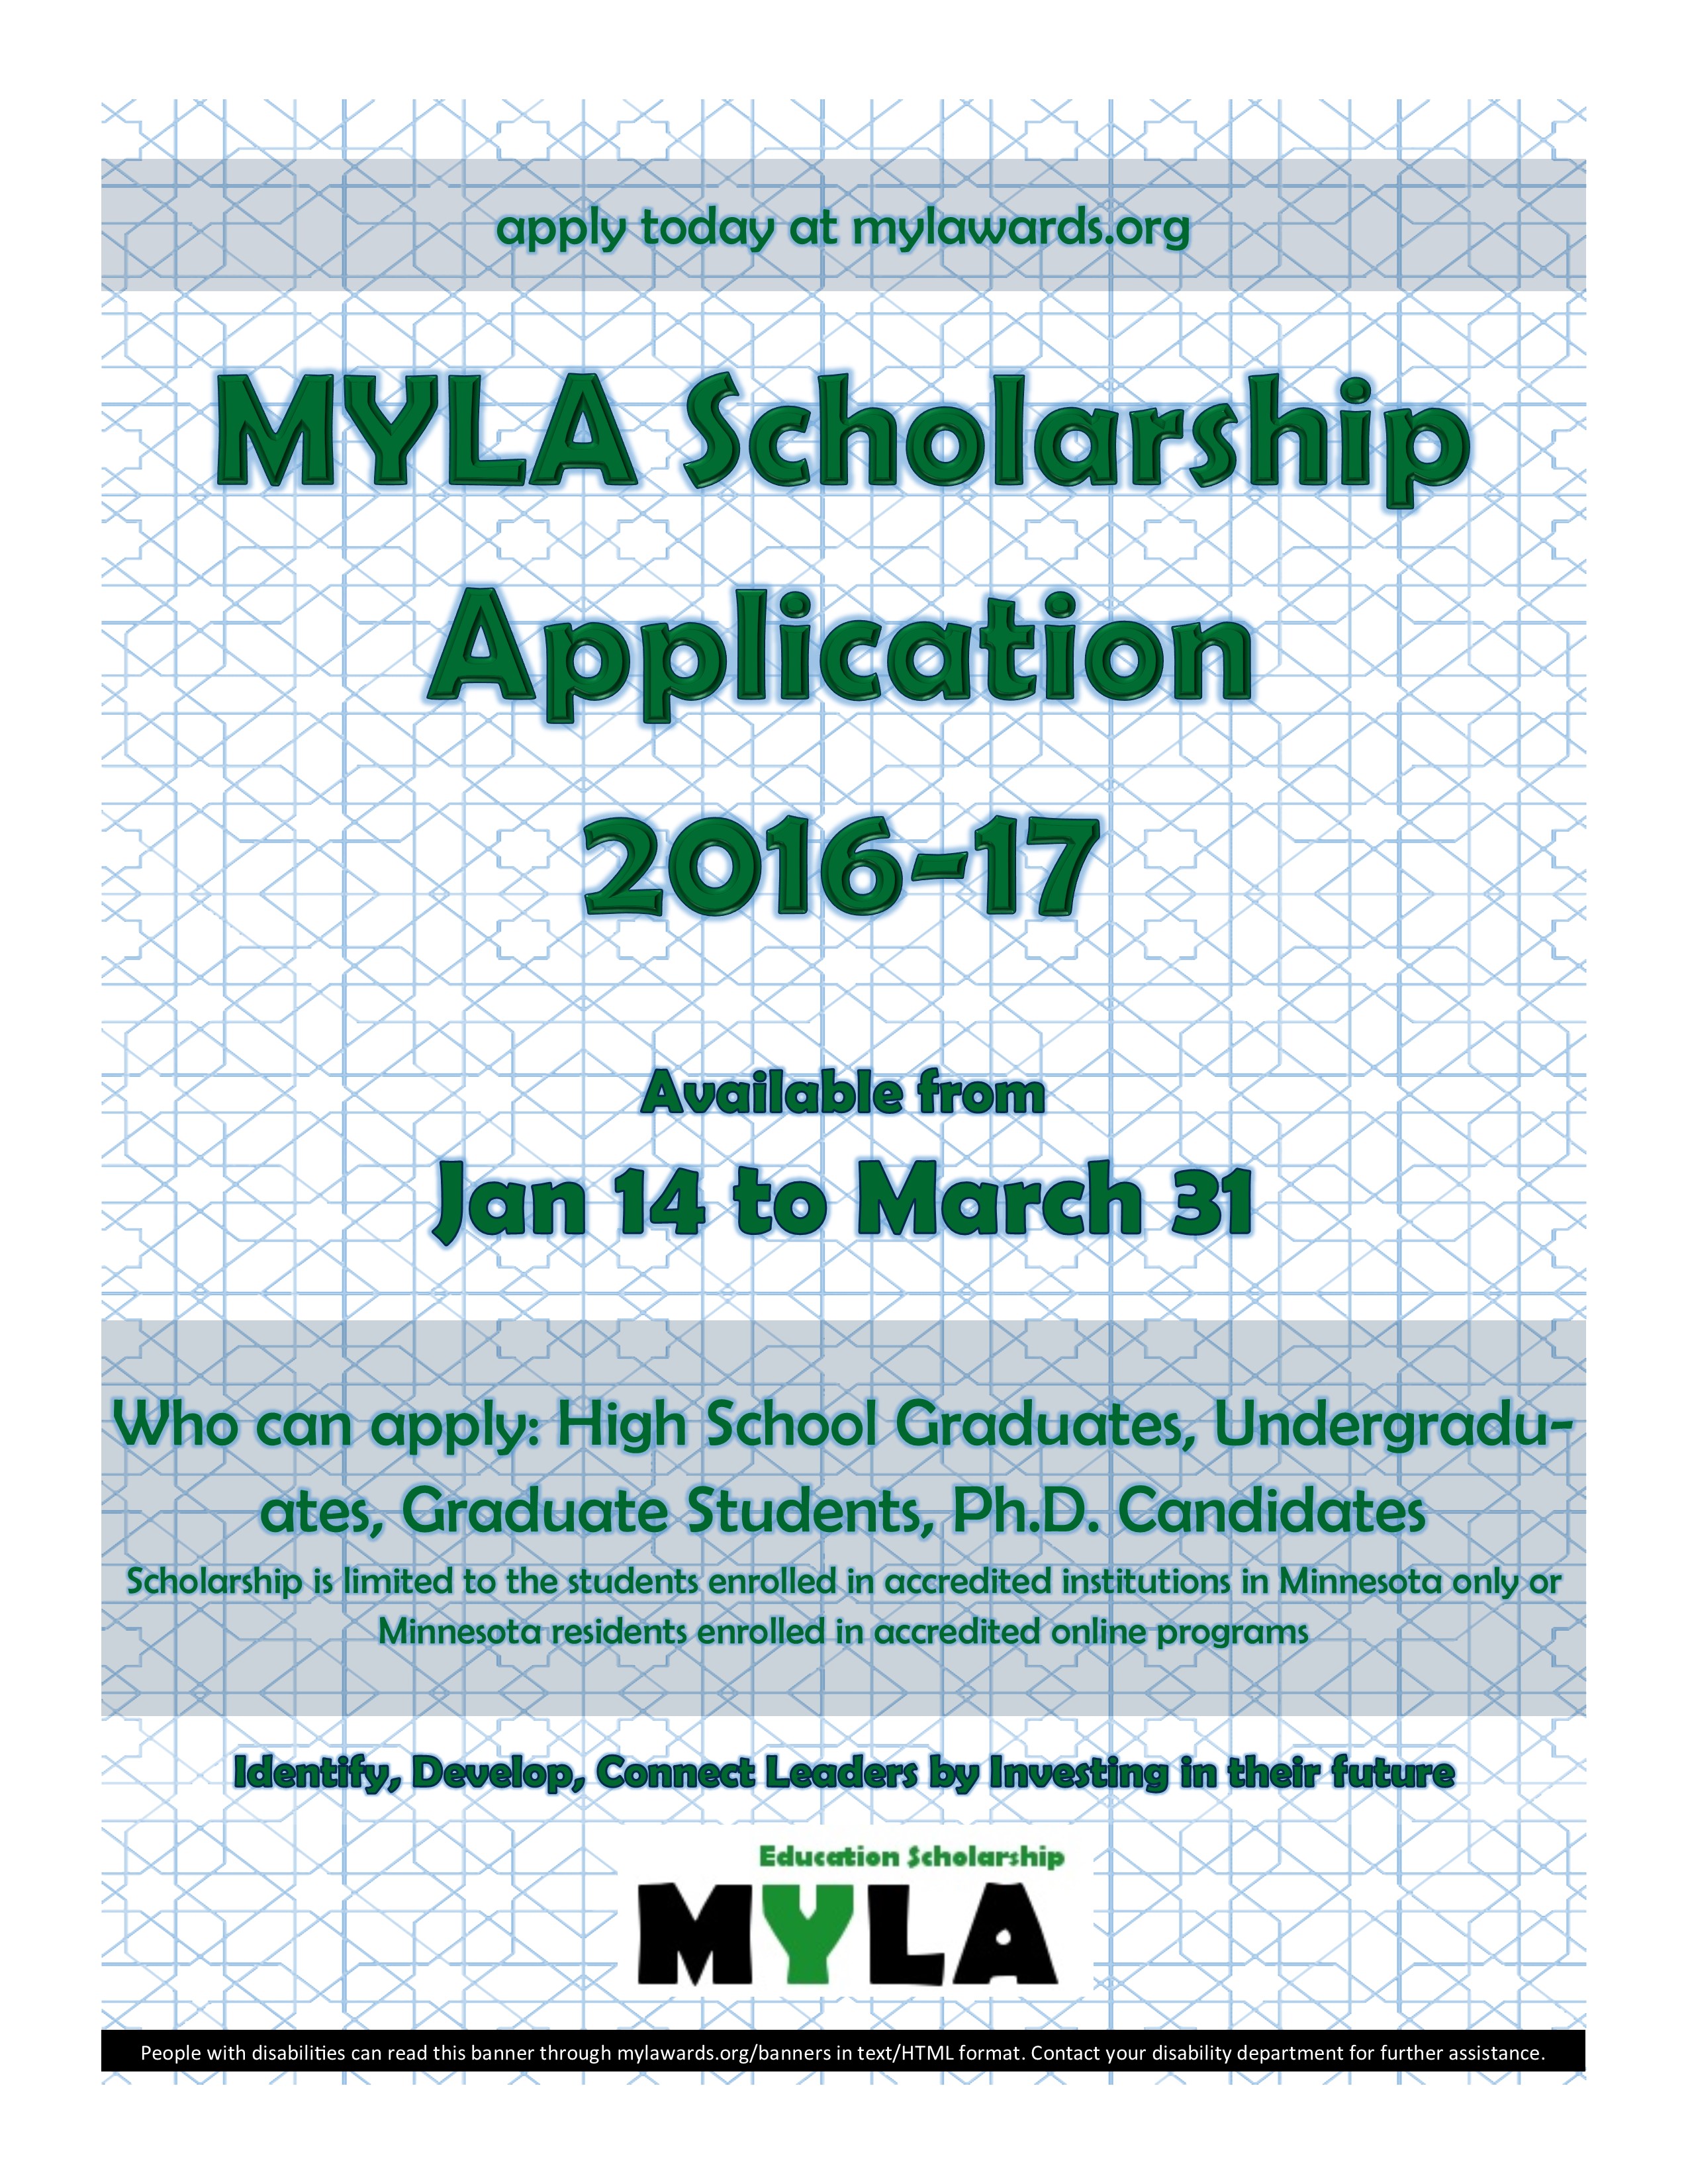 apply today at mylawards.org
MYLA Scholarship
Application
2016-17
Available from
Jan 14 to March 31
Who can apply: High School Graduates, Undergradu-
ates, Graduate Students, Ph.D. Candidates
Scholarship is limited to the students enrolled in accredited institutions in Minnesota only or
Minnesota residents enrolled in accredited online programs
Identify, Develop, Connect Leaders by Investing in their future
Education Scholarship
MYLA
People with disabilities can read this banner through mylawards.org/banners in text/HTML format. Contact your disability department for further assistance.